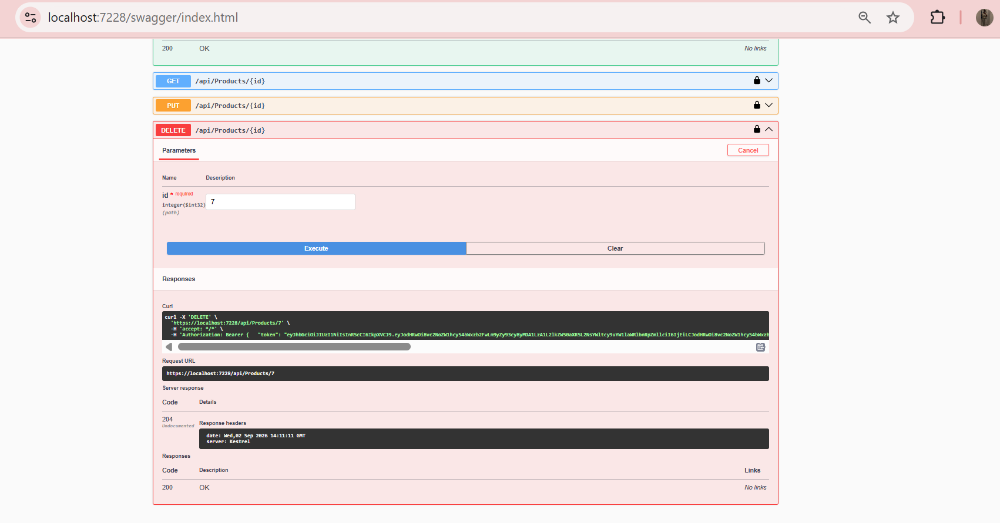 localhost:7228/swagger/index.html
200 OK No links
GET /api/Products/{id}
PUT /api/Products/{id}
DELETE /api/Products/{id}
Parameters Cancel
Name Description
id * required
integer($int32)
(path)
7
Execute Clear
Responses
Curl
curl -X 'DELETE' \
'https://localhost:7228/api/Products/7' \
-H 'accept: */*' \
-H 'Authorization: Bearer { "token": "eyJhbGciOiJIUzI1NiIsInR5cCI6IkpXVCJ9.eyJodHRwOi8vc2NoZW1hcy54bWxzb2FwLm9yZy93cy8yMDA1LzA1L2lkZW50aXR5L2NsYWltcy9uYW1laWRlbnRpZmllciI6IjEiLCJodHRwOi8vc2NoZW1hcy54bWxzb
Request URL
https://localhost:7228/api/Products/7
Server response
Code Details
204
Undocumented
Response headers
date: Wed,02 Sep 2026 14:11:11 GMT
server: Kestrel
Responses
Code Description Links
200 OK No links